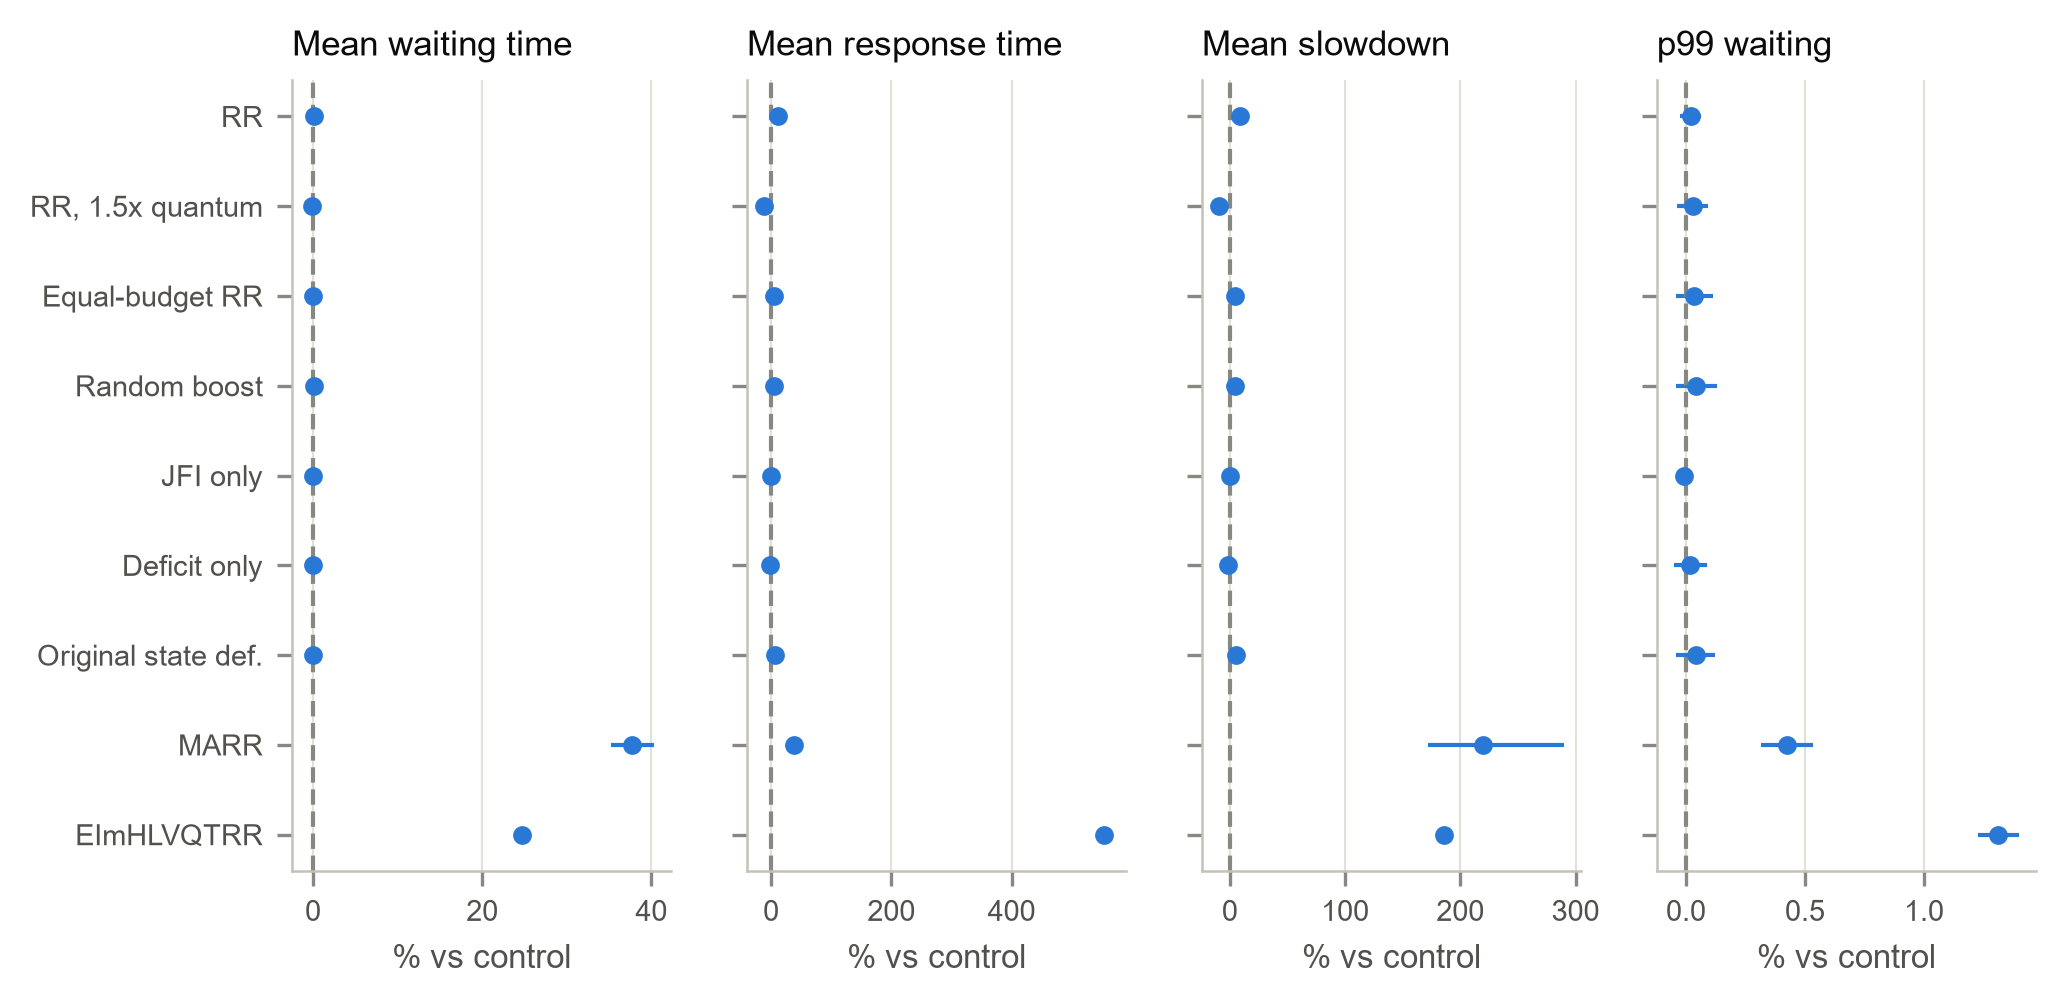 Mean waiting time
Mean response time
Mean slowdown
p99 waiting
RR
RR, 1.5x quantum
Equal-budget RR
Random boost
JFI only
Deficit only
Original state def.
MARR
EImHLVQTRR
0 20 40
0 200 400
0 100 200 300
0.0 0.5 1.0
% vs control
% vs control
% vs control
% vs control